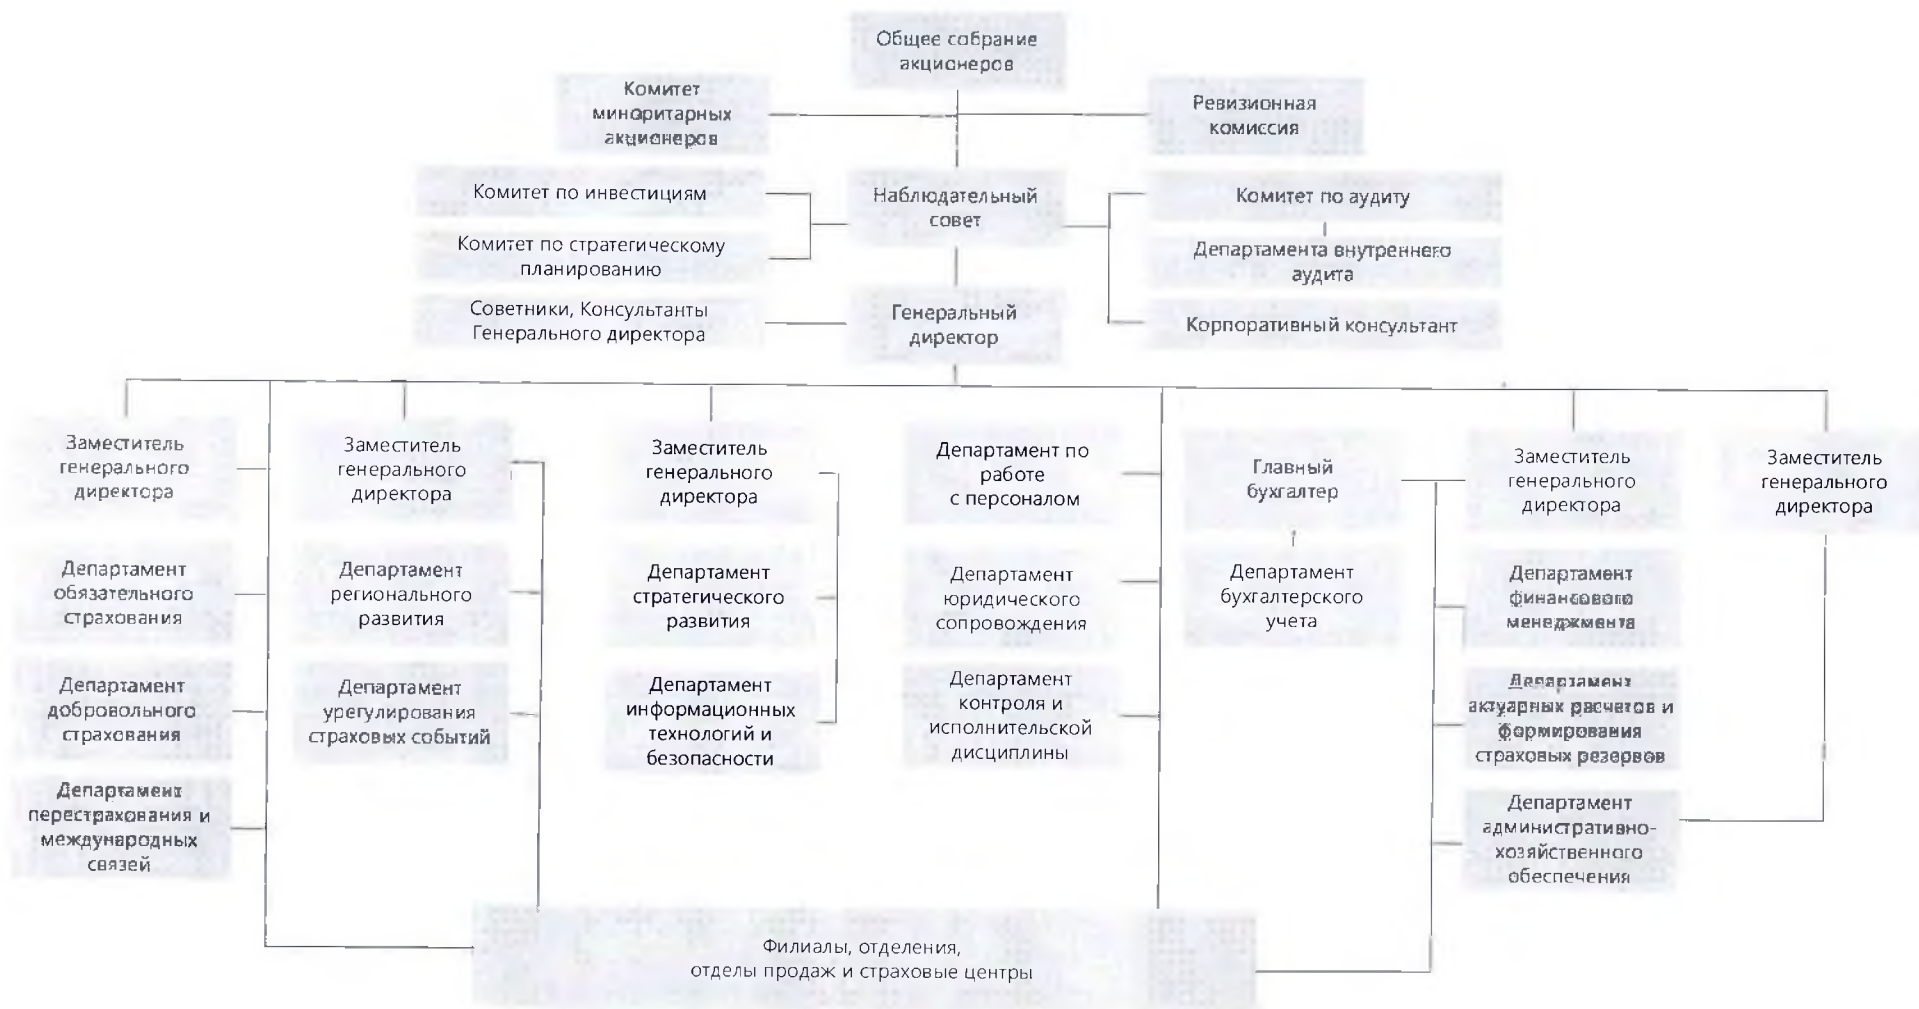 Общее собрание
акционеров
Комитет
миноритарных
акционеров
Ревизионная
комиссия
Комитет по инвестициям
Наблюдательный
совет
Комитет по аудиту
Комитет по стратегическому
планированию
Департамента внутреннего
аудита
Советники, Консультанты
Генерального директора
Генеральный
директор
Корпоративный консультант
Заместитель
генерального
директора
Заместитель
генерального
директора
Заместитель
генерального
директора
Департамент по
работе
с персоналом
Главный
бухгалтер
Заместитель
генерального
директора
Заместитель
генерального
директора
Департамент
обязательного
страхования
Департамент
регионального
развития
Департамент
стратегического
развития
Департамент
юридического
сопровождения
Департамент
бухгалтерского
учета
Департамент
финансового
менеджмента
Департамент
добровольного
страхования
Департамент
урегулирования
страховых событий
Департамент
информационных
технологий и
безопасности
Департамент
контроля и
исполнительской
дисциплины
Департамент
актуарных расчетов и
формирования
страховых резервов
Департамент
перестрахования и
международных
связей
Департамент
административно-
хозяйственного
обеспечения
Филиалы, отделения,
отделы продаж и страховые центры